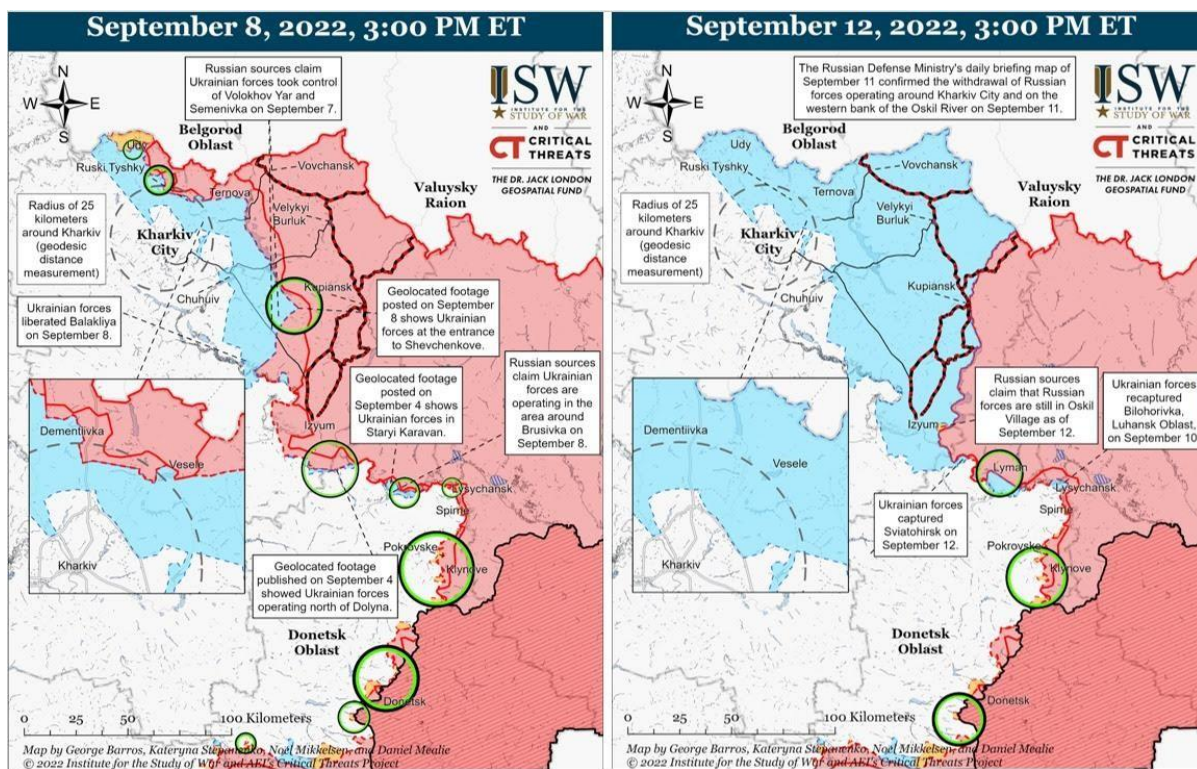 September 8, 2022, 3:00 PM ET
N
W E
S
Russian sources claim
Ukrainian forces took control
of Volokhov Yar and
Semenivka on September 7.
ISW
INSTITUTE FOR THE
STUDY OF WAR
AND
CT CRITICAL
THREATS
THE DR. JACK LONDON
GEOSPATIAL FUND
Belgorod
Oblast
Udy
Ruski Tyshky
Ternova
Vovchansk
Velykyi
Burluk
Valuysky
Raion
Radius of 25
kilometers
around Kharkiv
(geodesic
distance
measurement)
Kharkiv
City
Chuhuiv
Kupiansk
Ukrainian forces
liberated Balakliya
on September 8.
Geolocated footage
posted on September
8 shows Ukrainian
forces at the entrance
to Shevchenkove.
Geolocated footage
posted on
September 4 shows
Ukrainian forces in
Staryi Karavan.
Russian sources
claim Ukrainian
forces are
operating in the
area around
Brusivka on
September 8.
Izyum
Dementiivka
Vesele
Kharkiv
Lysychansk
Spirne
Pokrovske
Klynove
Geolocated footage
published on September 4
showed Ukrainian forces
operating north of Dolyna.
Donetsk
Oblast
Donetsk
0 25 50 100 Kilometers
Map by George Barros, Kateryna Stepanenko, Noel Mikkelsen, and Daniel Mealie
© 2022 Institute for the Study of War and AEI's Critical Threats Project
September 12, 2022, 3:00 PM ET
N
W E
S
The Russian Defense Ministry's daily briefing map of
September 11 confirmed the withdrawal of Russian
forces operating around Kharkiv City and on the
western bank of the Oskil River on September 11.
ISW
INSTITUTE FOR THE
STUDY OF WAR
AND
CT CRITICAL
THREATS
THE DR. JACK LONDON
GEOSPATIAL FUND
Belgorod
Oblast
Udy
Ruski Tyshky
Ternova
Vovchansk
Velykyi
Burluk
Valuysky
Raion
Radius of 25
kilometers
around Kharkiv
(geodesic
distance
measurement)
Kharkiv
City
Chuhuiv
Kupiansk
Russian sources
claim that Russian
forces are still in Oskil
Village as of
September 12.
Ukrainian forces
recaptured
Bilohorivka,
Luhansk Oblast,
on September 10
Izyum
Dementiivka
Vesele
Kharkiv
Lyman
Lysychansk
Spirne
Ukrainian forces
captured
Sviatohirsk on
September 12.
Pokrovske
Klynove
Donetsk
Oblast
Donetsk
0 25 50 100 Kilometers
Map by George Barros, Kateryna Stepanenko, Noel Mikkelsen, and Daniel Mealie
© 2022 Institute for the Study of War and AEI's Critical Threats Project